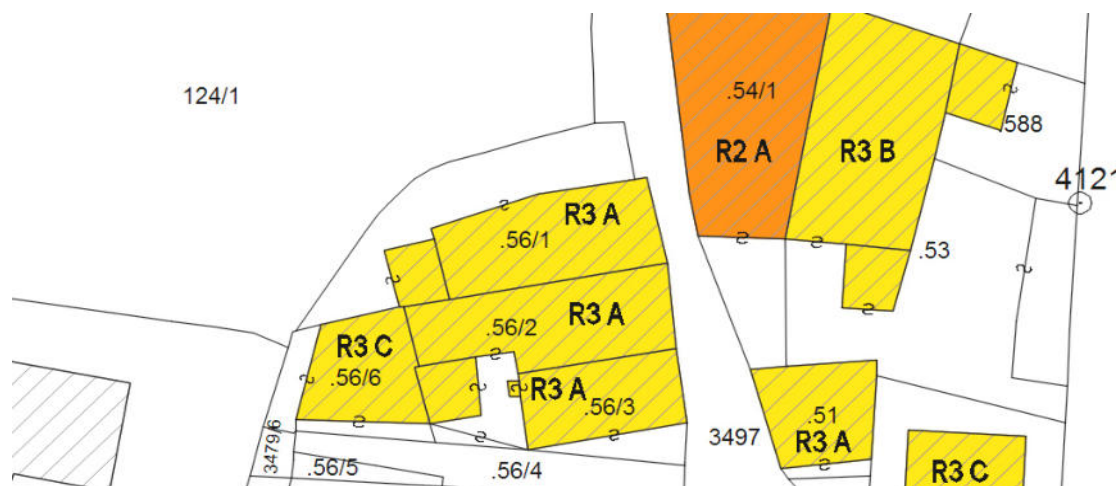 124/1
.54/1
R2 A
R3 B
588
4121
R3 A
.56/1
.53
R3 A
.56/2
R3 C
.56/6
R3 A
.56/3
.51
R3 A
3497
3479/6
.56/5
.56/4
R3 C